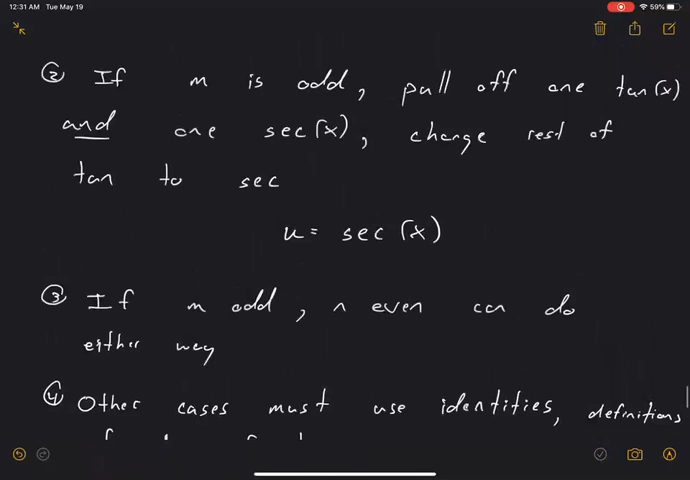 12:31 AM Tue May 19
59%
② If m is odd, pull off one tan(x)
and one sec(x), change rest of
tan to sec
u = sec(x)
③ If m odd, n even can do
either way
④ Other cases must use identities, definitions